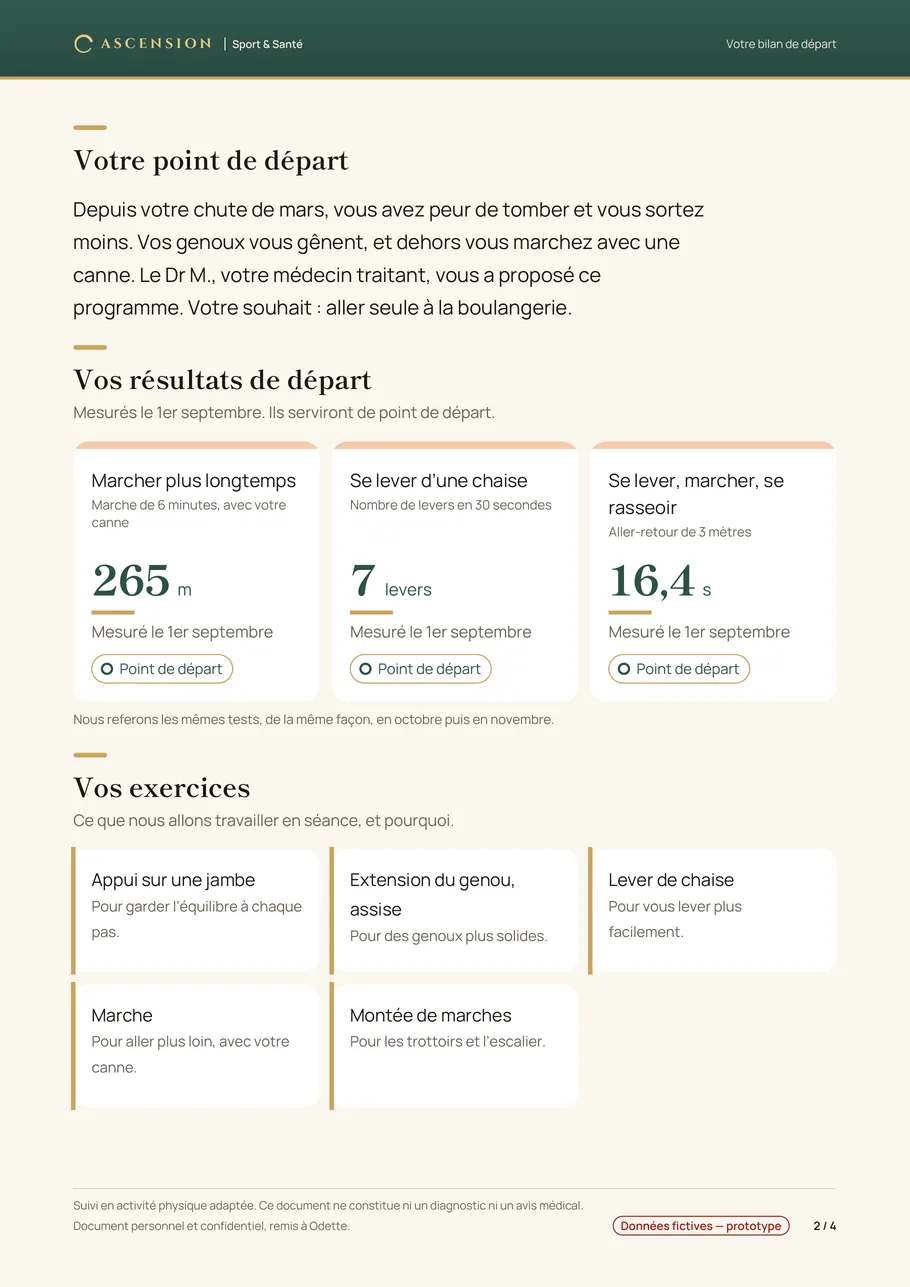 ASCENSION | Sport & Santé
Votre bilan de départ
Votre point de départ
Depuis votre chute de mars, vous avez peur de tomber et vous sortez
moins. Vos genoux vous gênent, et dehors vous marchez avec une
canne. Le Dr M., votre médecin traitant, vous a proposé ce
programme. Votre souhait : aller seule à la boulangerie.
Vos résultats de départ
Mesurés le 1er septembre. Ils serviront de point de départ.
Marcher plus longtemps
Marche de 6 minutes, avec votre
canne
265 m
Mesuré le 1er septembre
Point de départ
Se lever d’une chaise
Nombre de levers en 30 secondes
7 levers
Mesuré le 1er septembre
Point de départ
Se lever, marcher, se
rasseoir
Aller-retour de 3 mètres
16,4 s
Mesuré le 1er septembre
Point de départ
Nous referons les mêmes tests, de la même façon, en octobre puis en novembre.
Vos exercices
Ce que nous allons travailler en séance, et pourquoi.
Appui sur une jambe
Pour garder l’équilibre à chaque
pas.
Extension du genou,
assise
Pour des genoux plus solides.
Lever de chaise
Pour vous lever plus
facilement.
Marche
Pour aller plus loin, avec votre
canne.
Montée de marches
Pour les trottoirs et l’escalier.
Suivi en activité physique adaptée. Ce document ne constitue ni un diagnostic ni un avis médical.
Document personnel et confidentiel, remis à Odette.
Données fictives — prototype
2 / 4